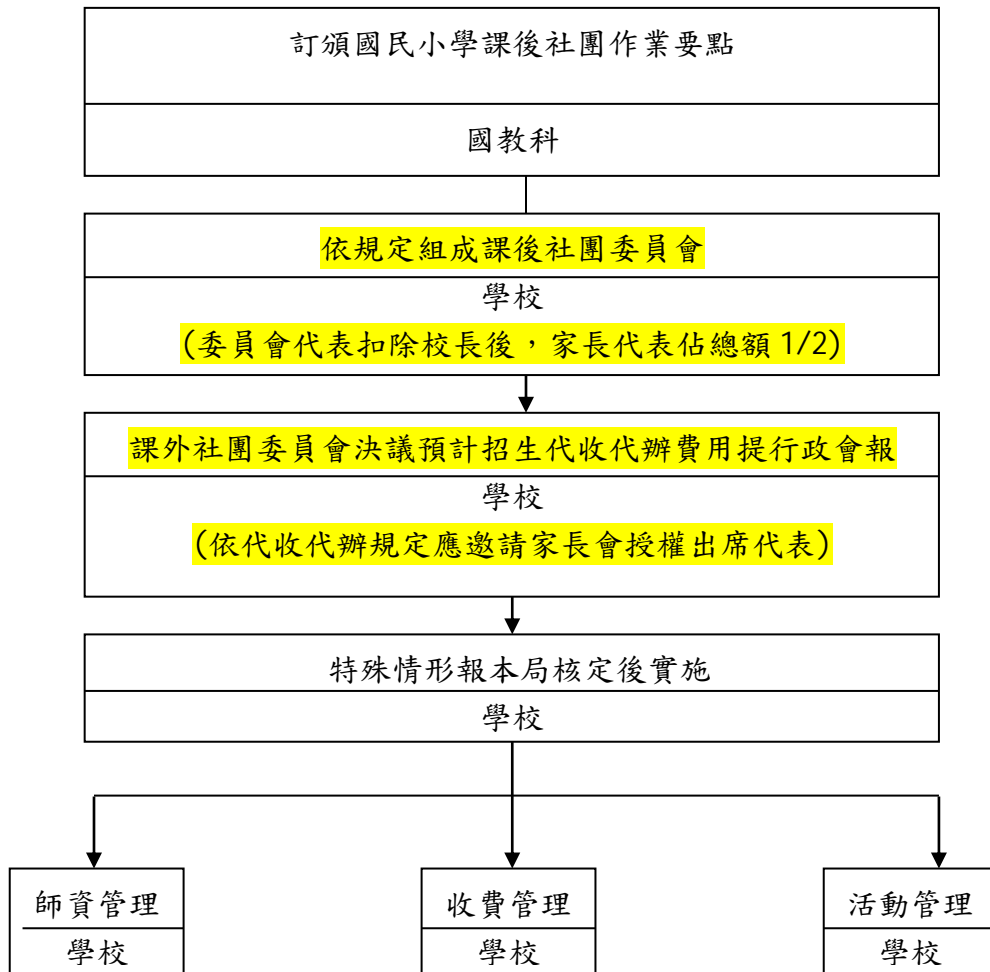 訂頒國民小學課後社團作業要點
國教科
依規定組成課後社團委員會
學校
(委員會代表扣除校長後，家長代表佔總額 1/2)
課外社團委員會決議預計招生代收代辦費用提行政會報
學校
(依代收代辦規定應邀請家長會授權出席代表)
特殊情形報本局核定後實施
學校
師資管理
學校
收費管理
學校
活動管理
學校